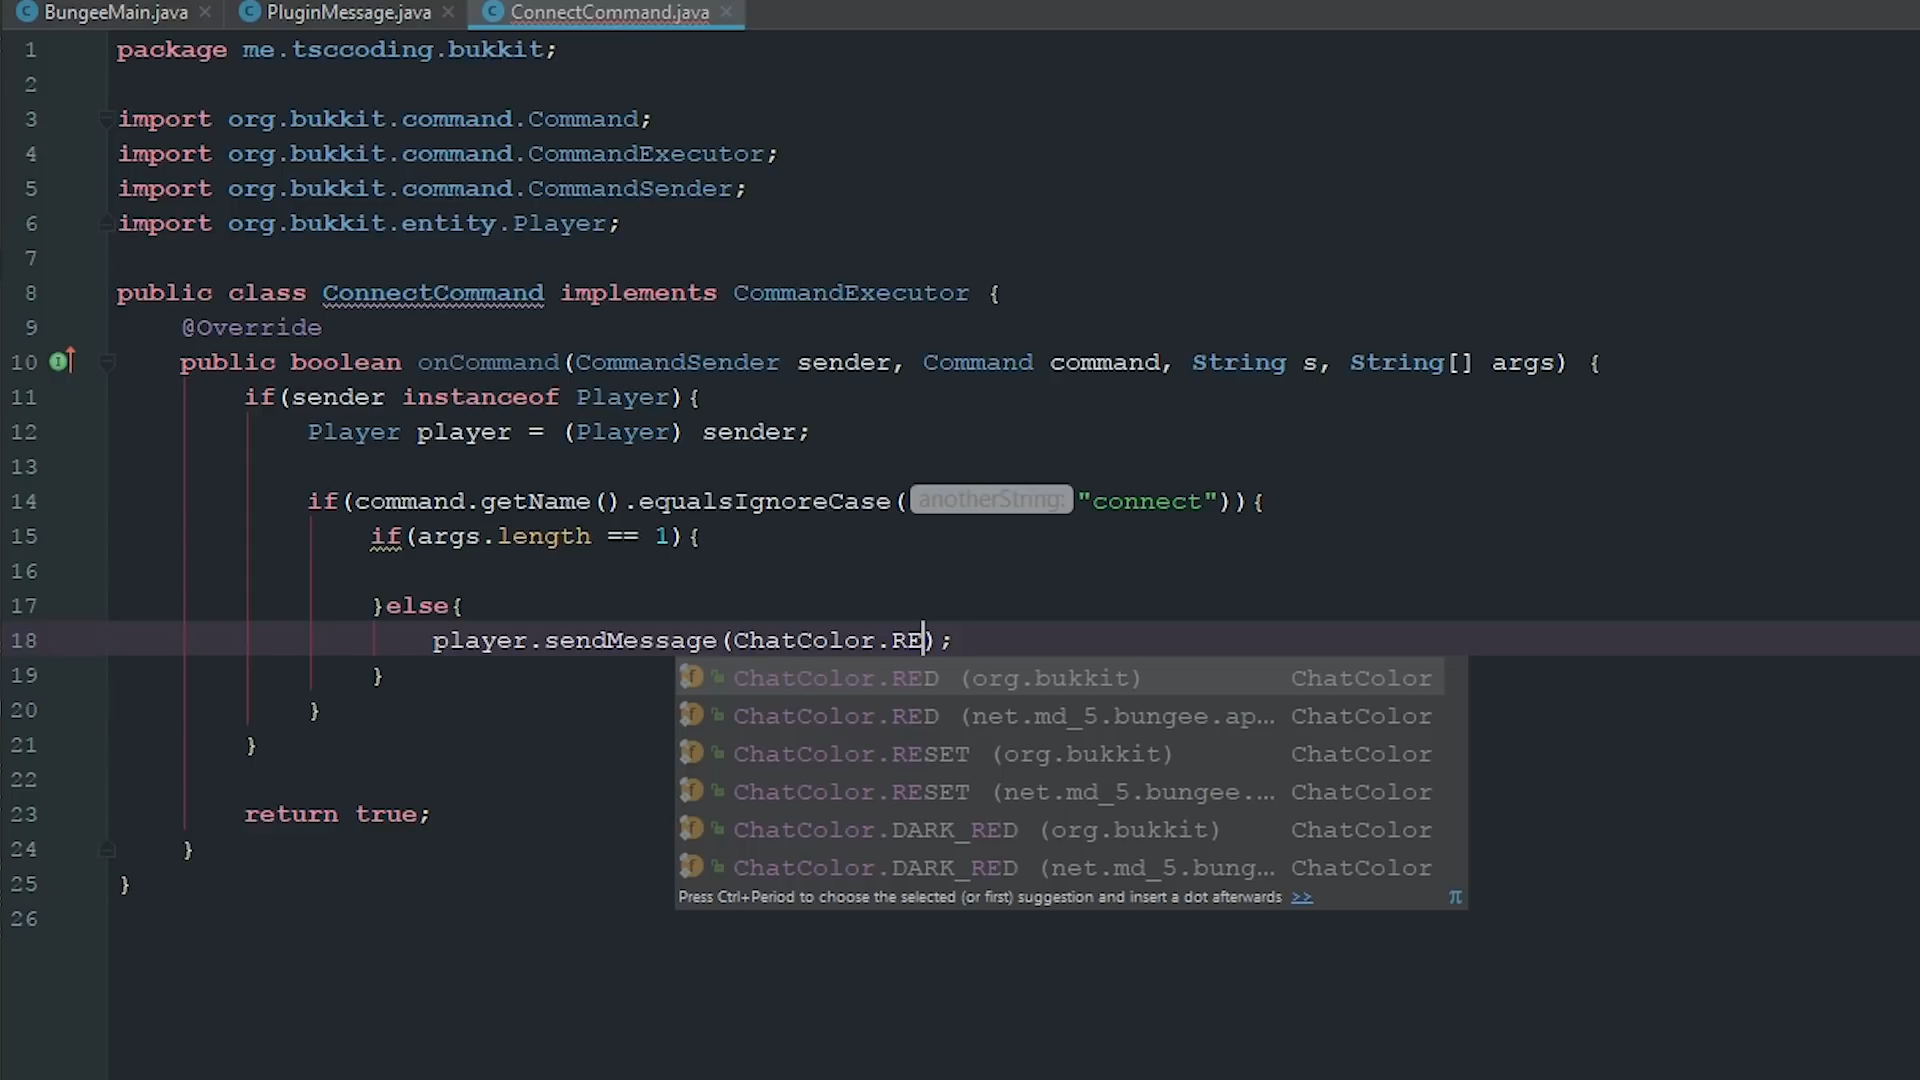 BungeeMain.java PluginMessage.java ConnectCommand.java
1 package me.tsccoding.bukkit;
2
3 import org.bukkit.command.Command;
4 import org.bukkit.command.CommandExecutor;
5 import org.bukkit.command.CommandSender;
6 import org.bukkit.entity.Player;
7
8 public class ConnectCommand implements CommandExecutor {
9 @Override
10 public boolean onCommand(CommandSender sender, Command command, String s, String[] args) {
11 if(sender instanceof Player){
12 Player player = (Player) sender;
13
14 if(command.getName().equalsIgnoreCase( anotherString: "connect")){
15 if(args.length == 1){
16
17 }else{
18 player.sendMessage(ChatColor.RE);
ChatColor.RED (org.bukkit) ChatColor
ChatColor.RED (net.md_5.bungee.ap... ChatColor
ChatColor.RESET (org.bukkit) ChatColor
ChatColor.RESET (net.md_5.bungee.... ChatColor
ChatColor.DARK_RED (org.bukkit) ChatColor
ChatColor.DARK_RED (net.md_5.bung... ChatColor
Press Ctrl+Period to choose the selected (or first) suggestion and insert a dot afterwards >> π
19 }
20 }
21 }
22
23 return true;
24 }
25 }
26